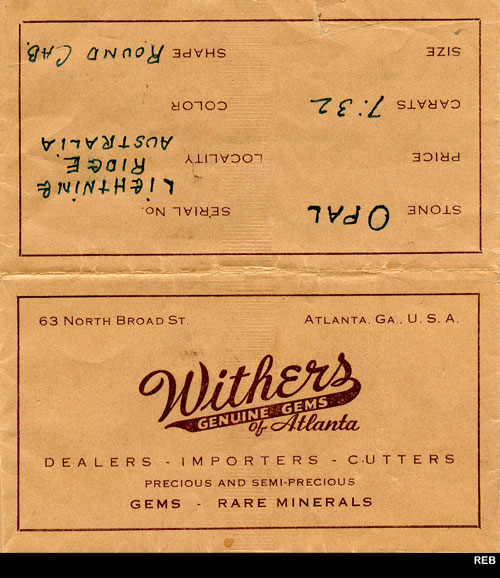 STONE OPAL SERIAL No.
LIGHTNING
PRICE LOCALITY RIDGE
AUSTRALIA
CARATS 7:32 COLOR
SIZE SHAPE ROUND CAB.
63 NORTH BROAD ST. ATLANTA, GA., U. S. A.
Withers
GENUINE GEMS
of Atlanta
DEALERS - IMPORTERS - CUTTERS
PRECIOUS AND SEMI-PRECIOUS
GEMS - RARE MINERALS
REB